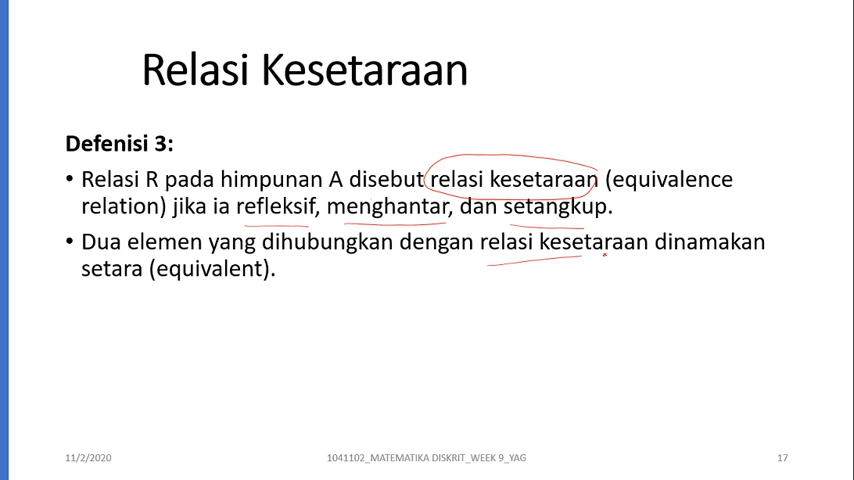 Relasi Kesetaraan
Defenisi 3:
• Relasi R pada himpunan A disebut relasi kesetaraan (equivalence
relation) jika ia refleksif, menghantar, dan setangkup.
• Dua elemen yang dihubungkan dengan relasi kesetaraan dinamakan
setara (equivalent).
11/2/2020
1041102_MATEMATIKA DISKRIT_WEEK 9_YAG
17